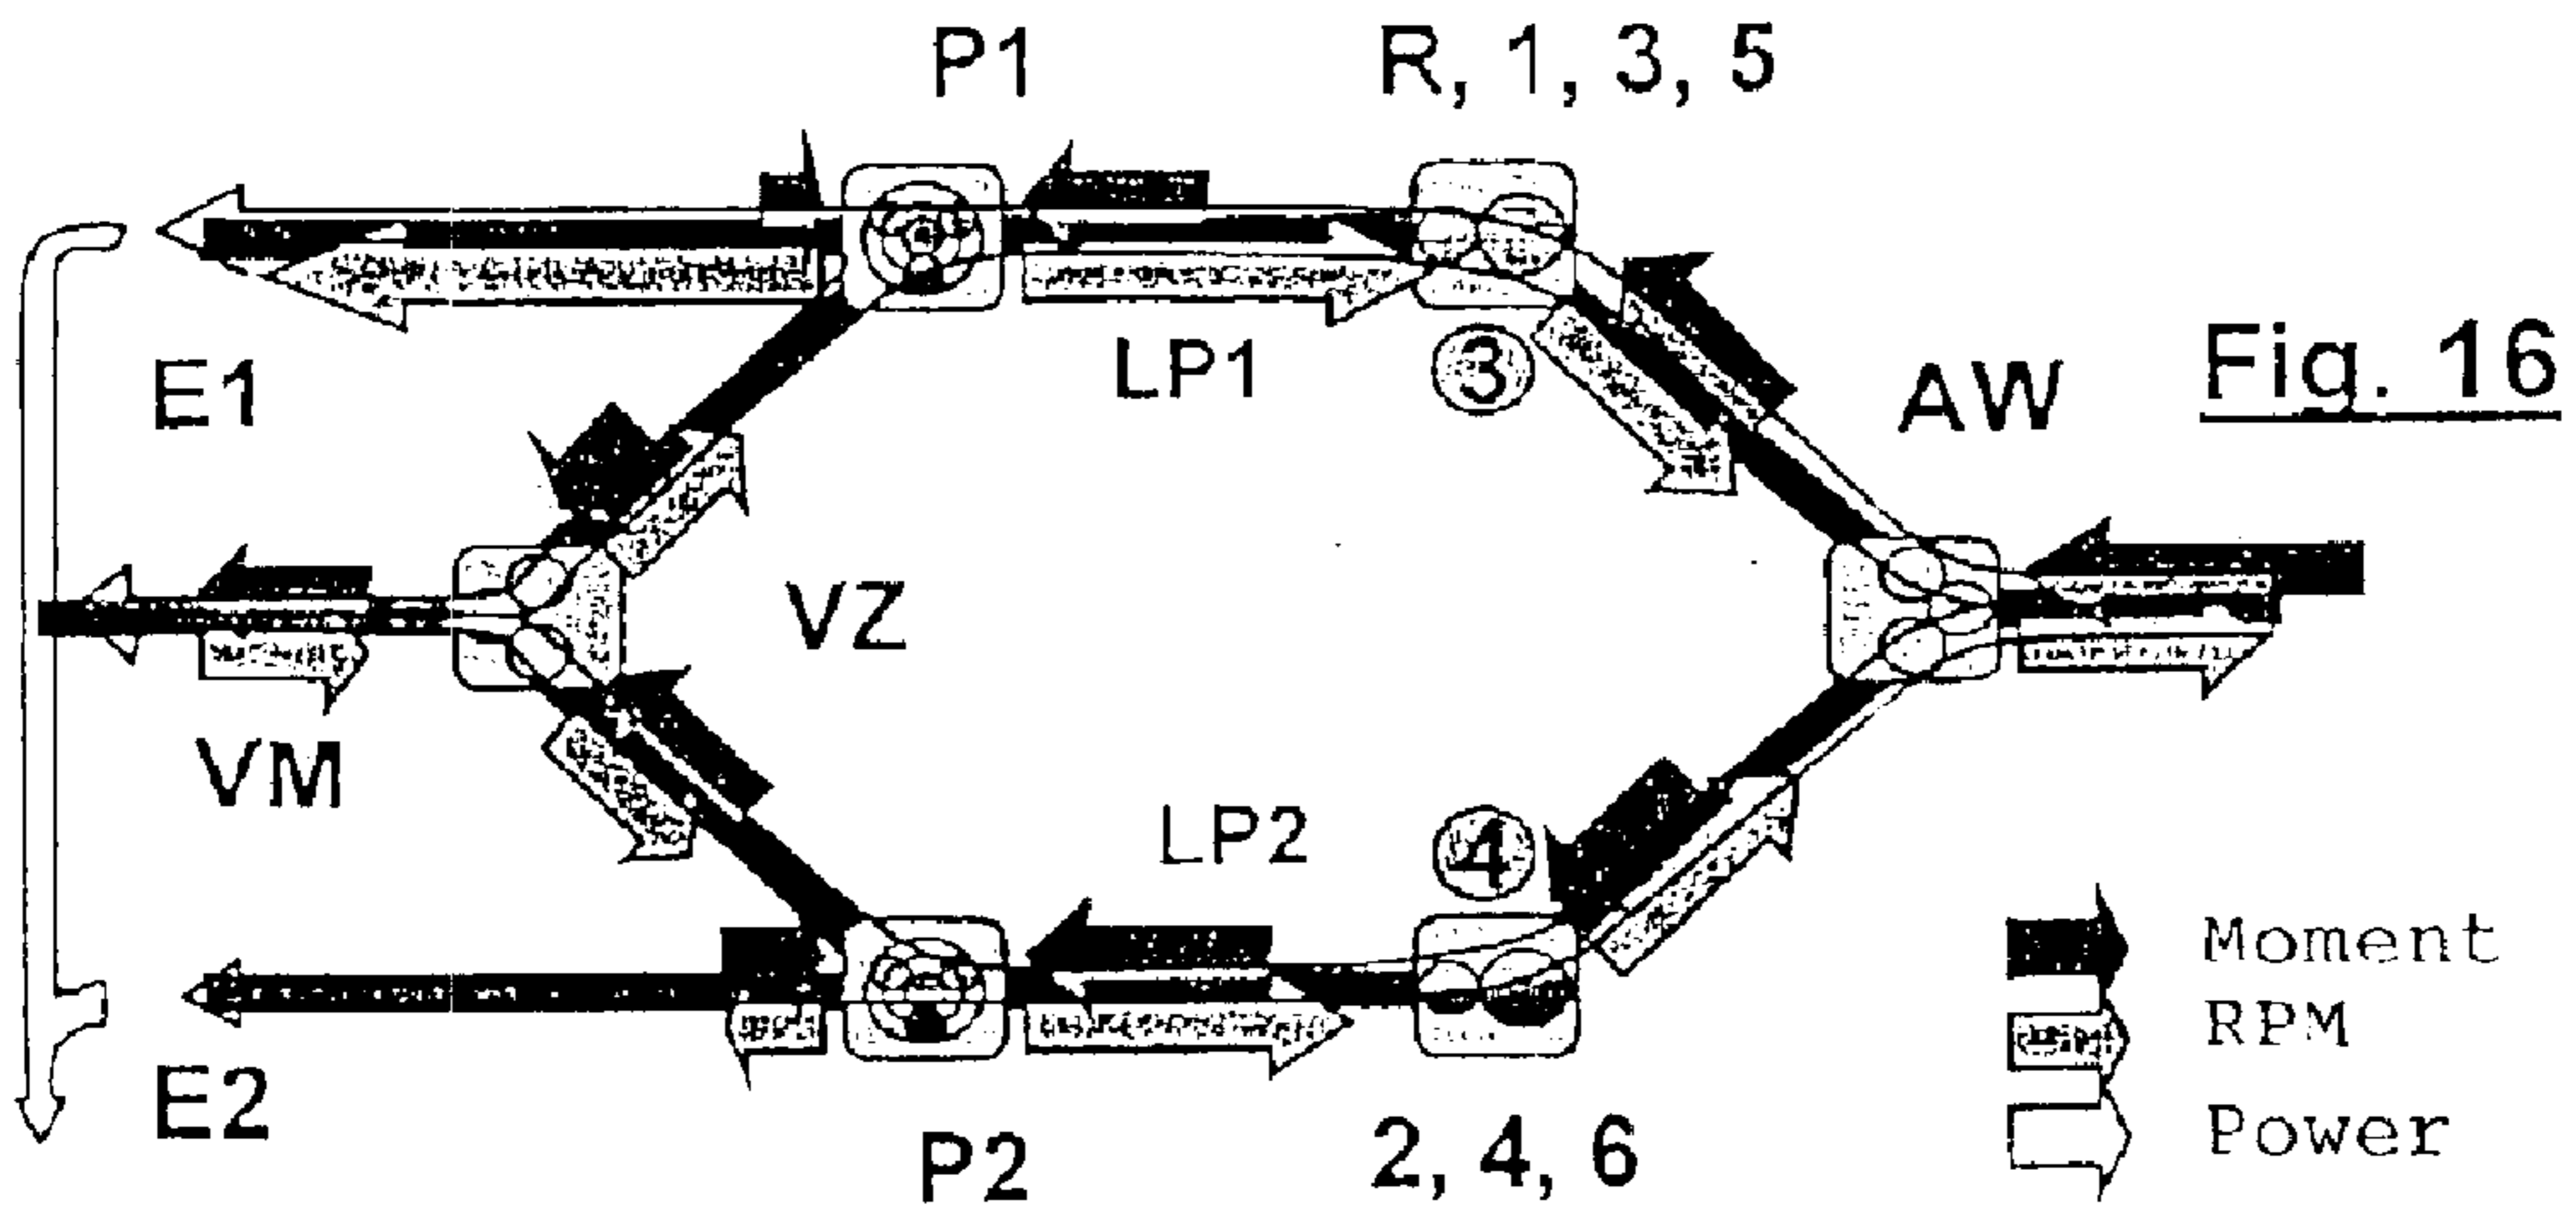 P1
R, 1, 3, 5
E1
LP1
3
AW
Fig. 16
VZ
VM
LP2
4
E2
P2
2, 4, 6
Moment
RPM
Power